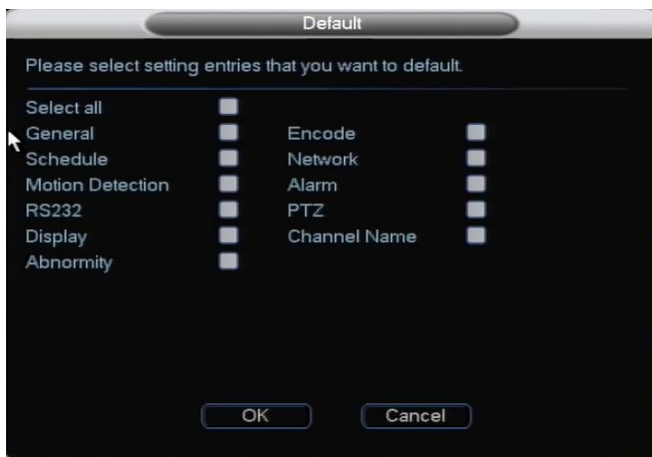 Default
Please select setting entries that you want to default.
Select all
General Encode
Schedule Network
Motion Detection Alarm
RS232 PTZ
Display Channel Name
Abnormity
OK Cancel